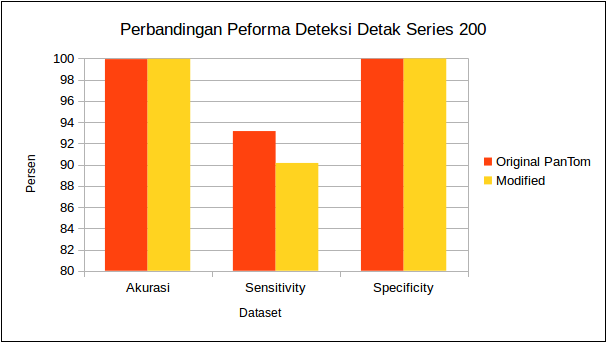 Perbandingan Peforma Deteksi Detak Series 200
100
98
96
94
92
90
88
86
84
82
80
Persen
Akurasi
Sensitivity
Specificity
Dataset
Original PanTom
Modified